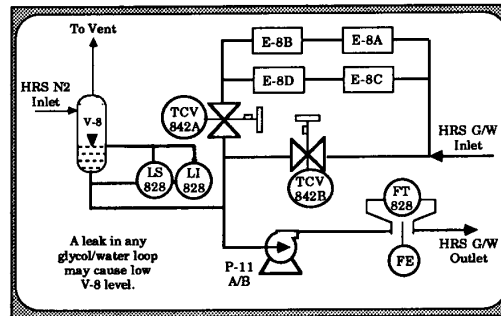 To Vent
E-8B
E-8A
HRS N2
Inlet
E-8D
E-8C
V-8
TCV
842A
HRS G/W
Inlet
LS
828
LI
828
TCV
842B
FT
828
A leak in any
glycol/water loop
may cause low
V-8 level.
P-11
A/B
FE
HRS G/W
Outlet